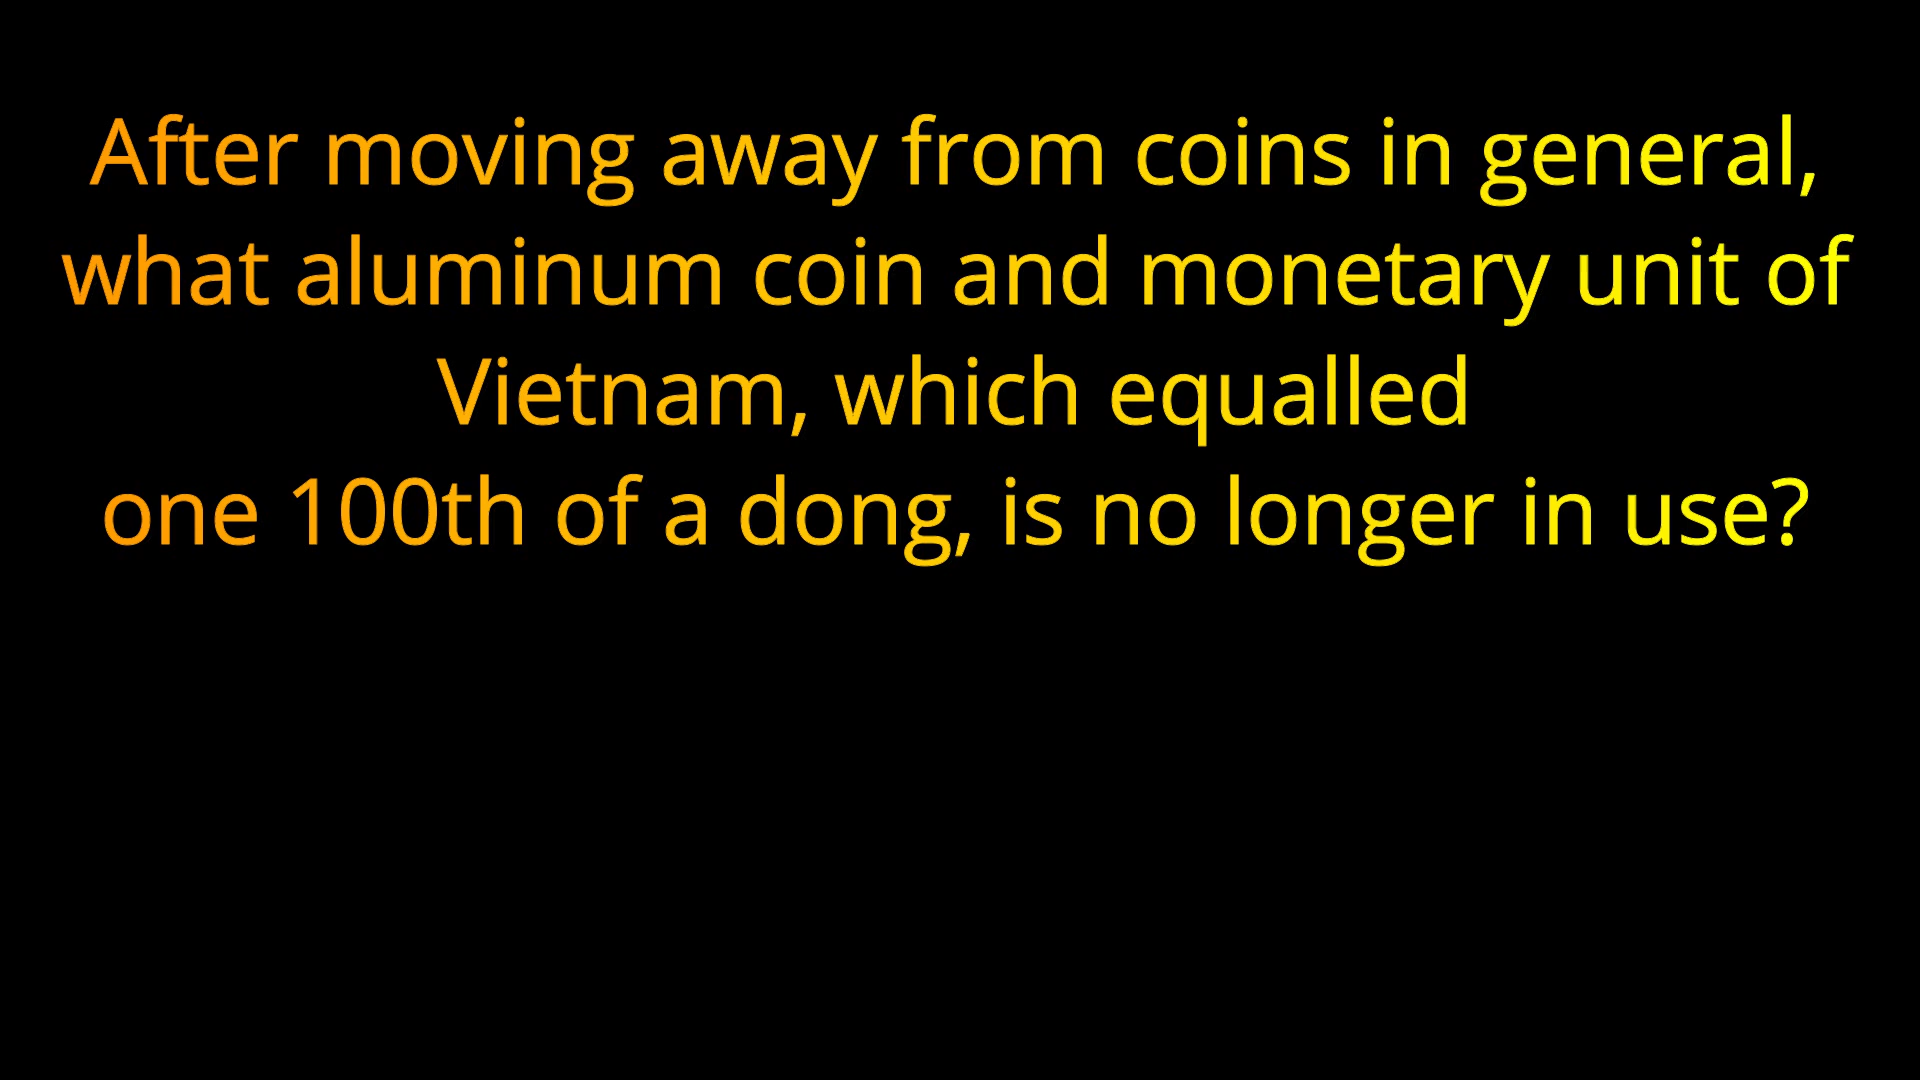 After moving away from coins in general,
what aluminum coin and monetary unit of
Vietnam, which equalled
one 100th of a dong, is no longer in use?